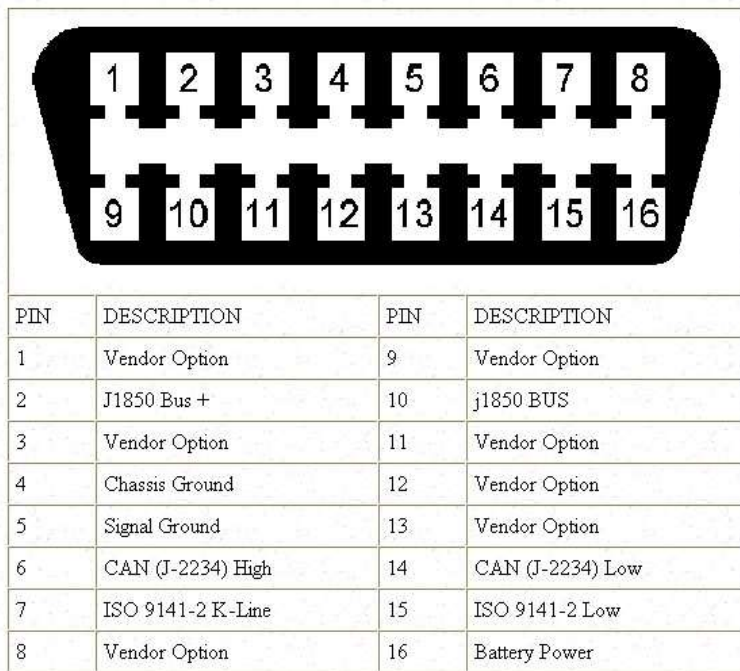 1 2 3 4 5 6 7 8
9 10 11 12 13 14 15 16
PIN DESCRIPTION PIN DESCRIPTION
1 Vendor Option 9 Vendor Option
2 J1850 Bus + 10 j1850 BUS
3 Vendor Option 11 Vendor Option
4 Chassis Ground 12 Vendor Option
5 Signal Ground 13 Vendor Option
6 CAN (J-2234) High 14 CAN (J-2234) Low
7 ISO 9141-2 K-Line 15 ISO 9141-2 Low
8 Vendor Option 16 Battery Power